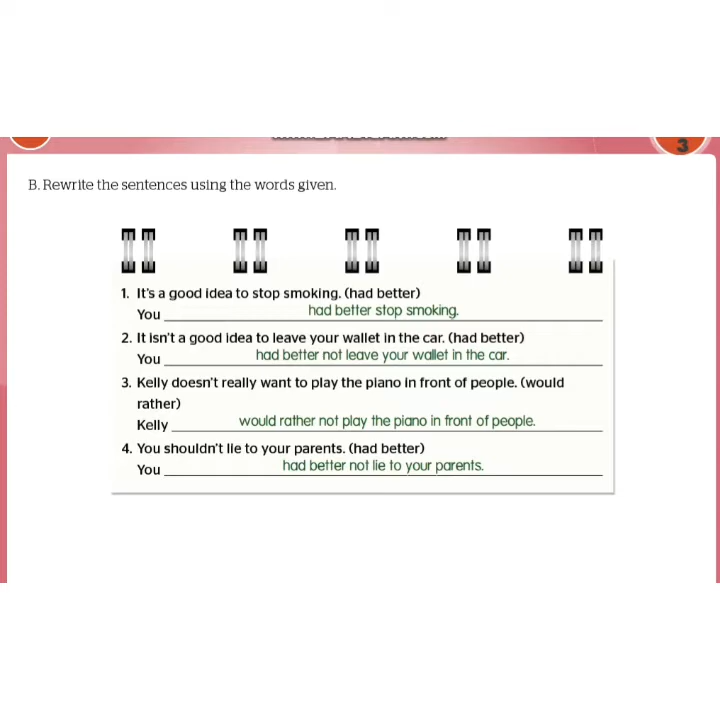 3
B. Rewrite the sentences using the words given.
1. It's a good idea to stop smoking. (had better)
You had better stop smoking.
2. It isn't a good idea to leave your wallet in the car. (had better)
You had better not leave your wallet in the car.
3. Kelly doesn't really want to play the piano in front of people. (would
rather)
Kelly would rather not play the piano in front of people.
4. You shouldn't lie to your parents. (had better)
You had better not lie to your parents.